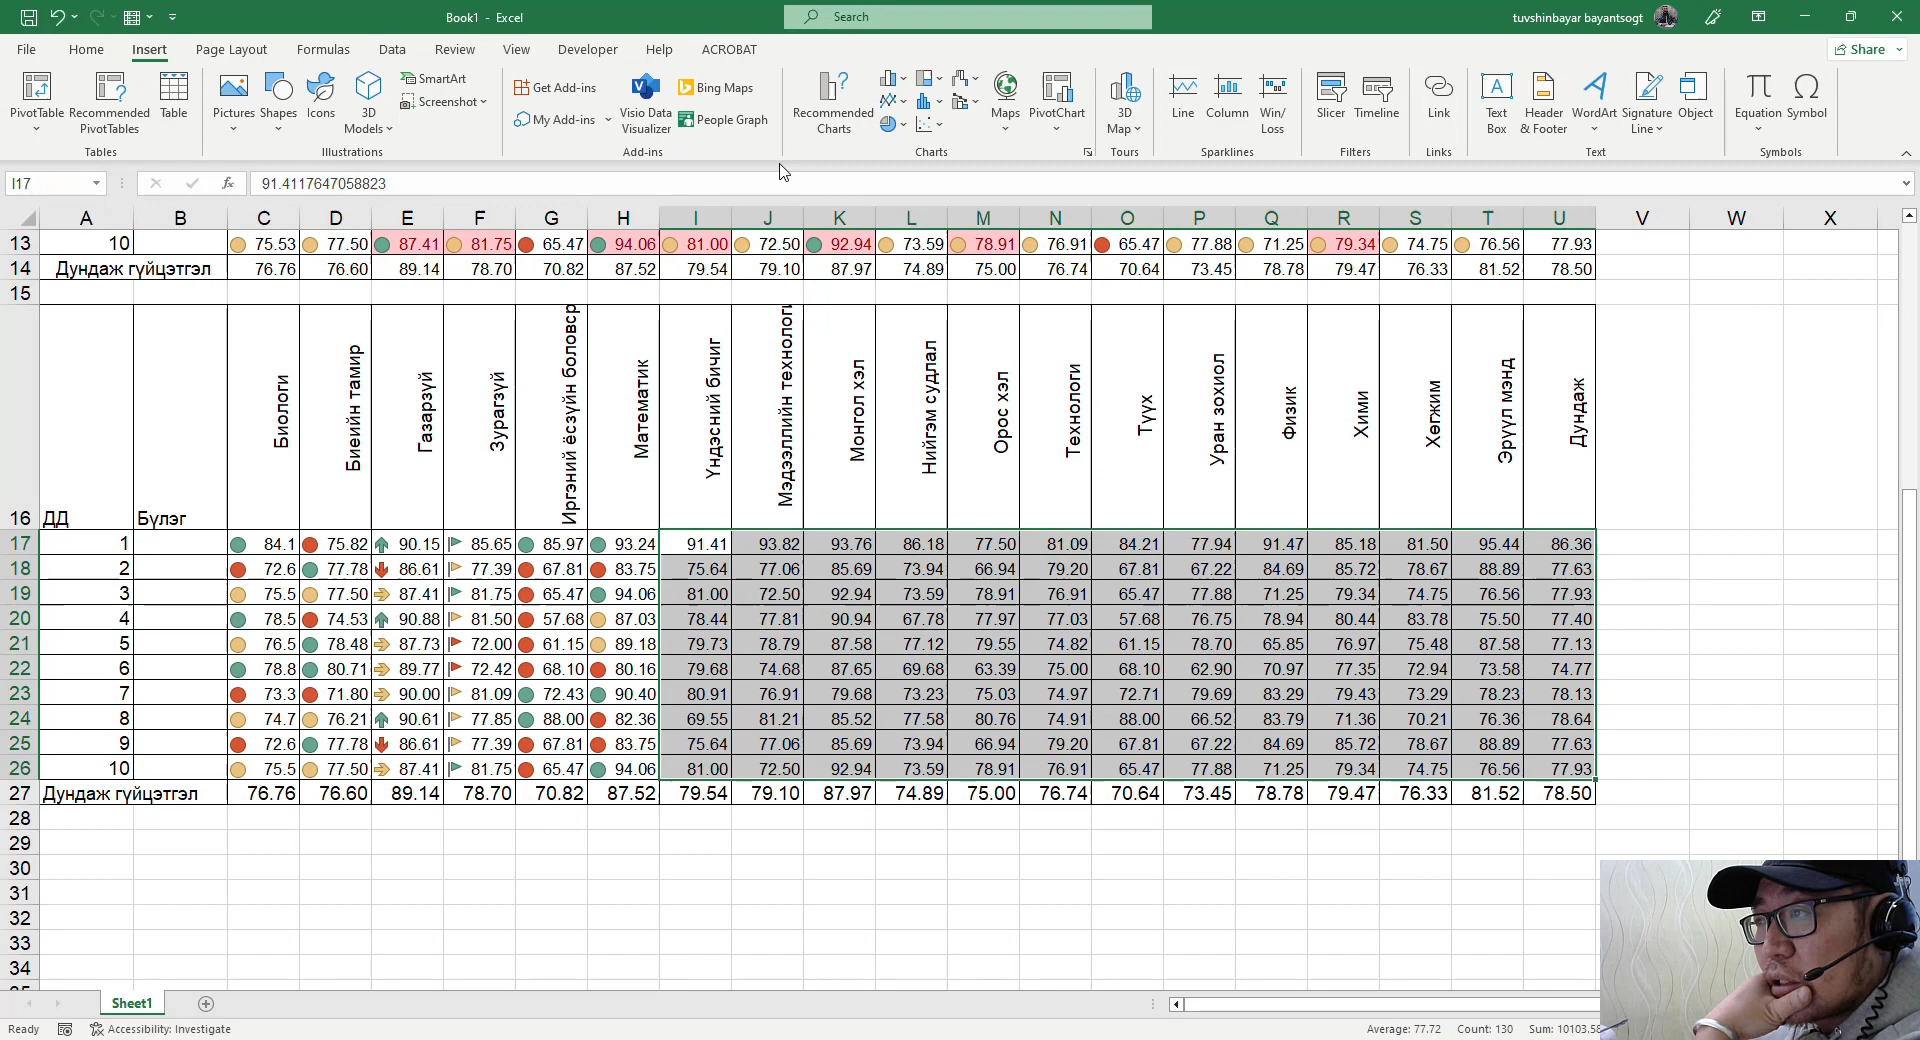 Book1 - Excel
Search
tuvshinbayar bayantsogt
File Home Insert Page Layout Formulas Data Review View Developer Help ACROBAT
Share
PivotTable Recommended PivotTables Table
Pictures Shapes Icons 3D Models SmartArt Screenshot
Get Add-ins My Add-ins Visio Data Visualizer Bing Maps People Graph
Recommended Charts Maps PivotChart
3D Map Line Column Win/Loss
Slicer Timeline Link
Text Box Header & Footer WordArt Signature Line Object
Equation Symbol
Tables Illustrations Add-ins Charts Tours Sparklines Filters Links Text Symbols
I17 fx 91.4117647058823
A B C D E F G H I J K L M N O P Q R S T U V W X
13 10 75.53 77.50 87.41 81.75 65.47 94.06 81.00 72.50 92.94 73.59 78.91 76.91 65.47 77.88 71.25 79.34 74.75 76.56 77.93
14 Дундаж гүйцэтгэл 76.76 76.60 89.14 78.70 70.82 87.52 79.54 79.10 87.97 74.89 75.00 76.74 70.64 73.45 78.78 79.47 76.33 81.52 78.50
15
16 ДД Бүлэг Биологи Биеийн тамир Газарзүй Зурагзүй Иргэний ёсзүйн боловср Математик Үндэсний бичиг Мэдээллийн технологи Монгол хэл Нийгэм судлал Орос хэл Технологи Түүх Уран зохиол Физик Хими Хөгжим Эрүүл мэнд Дундаж
17 1 84.1 75.82 90.15 85.65 85.97 93.24 91.41 93.82 93.76 86.18 77.50 81.09 84.21 77.94 91.47 85.18 81.50 95.44 86.36
18 2 72.6 77.78 86.61 77.39 67.81 83.75 75.64 77.06 85.69 73.94 66.94 79.20 67.81 67.22 84.69 85.72 78.67 88.89 77.63
19 3 75.5 77.50 87.41 81.75 65.47 94.06 81.00 72.50 92.94 73.59 78.91 76.91 65.47 77.88 71.25 79.34 74.75 76.56 77.93
20 4 78.5 74.53 90.88 81.50 57.68 87.03 78.44 77.81 90.94 67.78 77.97 77.03 57.68 76.75 78.94 80.44 83.78 75.50 77.40
21 5 76.5 78.48 87.73 72.00 61.15 89.18 79.73 78.79 87.58 77.12 79.55 74.82 61.15 78.70 65.85 76.97 75.48 87.58 77.13
22 6 78.8 80.71 89.77 72.42 68.10 80.16 79.68 74.68 87.65 69.68 63.39 75.00 68.10 62.90 70.97 77.35 72.94 73.58 74.77
23 7 73.3 71.80 90.00 81.09 72.43 90.40 80.91 76.91 79.68 73.23 75.03 74.97 72.71 79.69 83.29 79.43 73.29 78.23 78.13
24 8 74.7 76.21 90.61 77.85 88.00 82.36 69.55 81.21 85.52 77.58 80.76 74.91 88.00 66.52 83.79 71.36 70.21 76.36 78.64
25 9 72.6 77.78 86.61 77.39 67.81 83.75 75.64 77.06 85.69 73.94 66.94 79.20 67.81 67.22 84.69 85.72 78.67 88.89 77.63
26 10 75.5 77.50 87.41 81.75 65.47 94.06 81.00 72.50 92.94 73.59 78.91 76.91 65.47 77.88 71.25 79.34 74.75 76.56 77.93
27 Дундаж гүйцэтгэл 76.76 76.60 89.14 78.70 70.82 87.52 79.54 79.10 87.97 74.89 75.00 76.74 70.64 73.45 78.78 79.47 76.33 81.52 78.50
28
29
30
31
32
33
34
Sheet1
Ready Accessibility: Investigate Average: 77.72 Count: 130 Sum: 10103.58